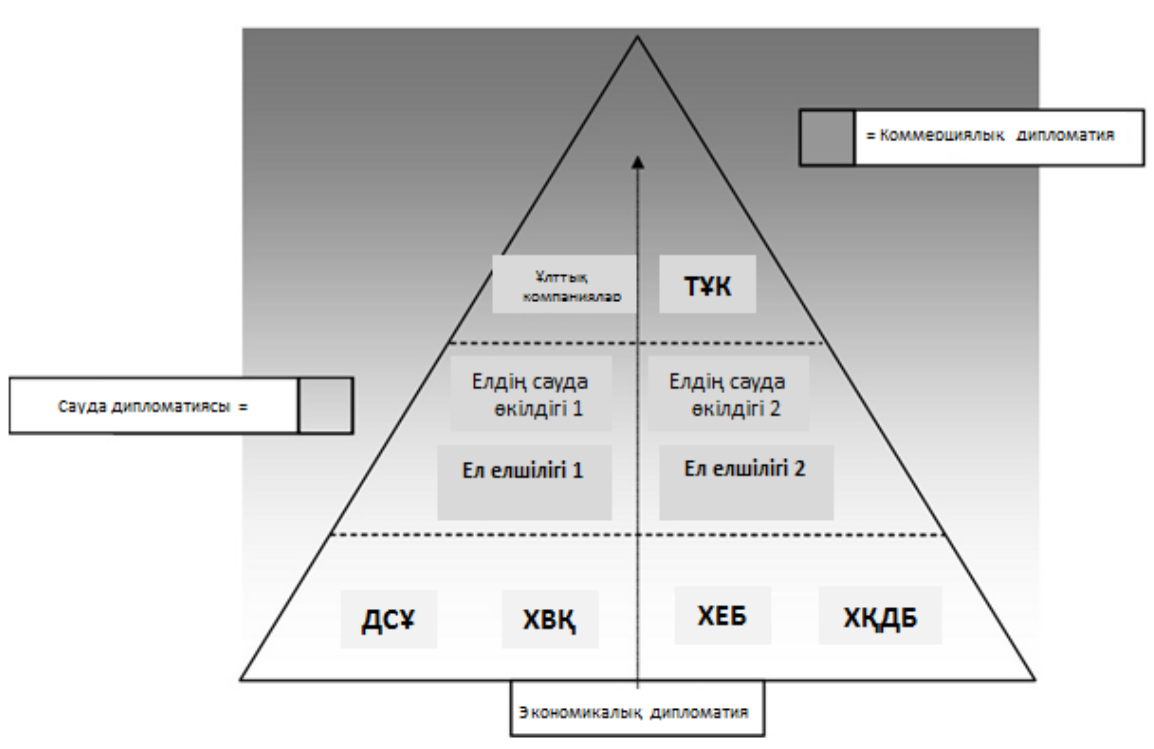 = Коммерциялық дипломатия
Ұлттық
компаниялар
ТҰК
Елдің сауда
өкілдігі 1
Елдің сауда
өкілдігі 2
Сауда дипломатиясы =
Ел елшілігі 1
Ел елшілігі 2
ДСҰ
ХВҚ
ХЕБ
ХҚДБ
Экономикалық дипломатия